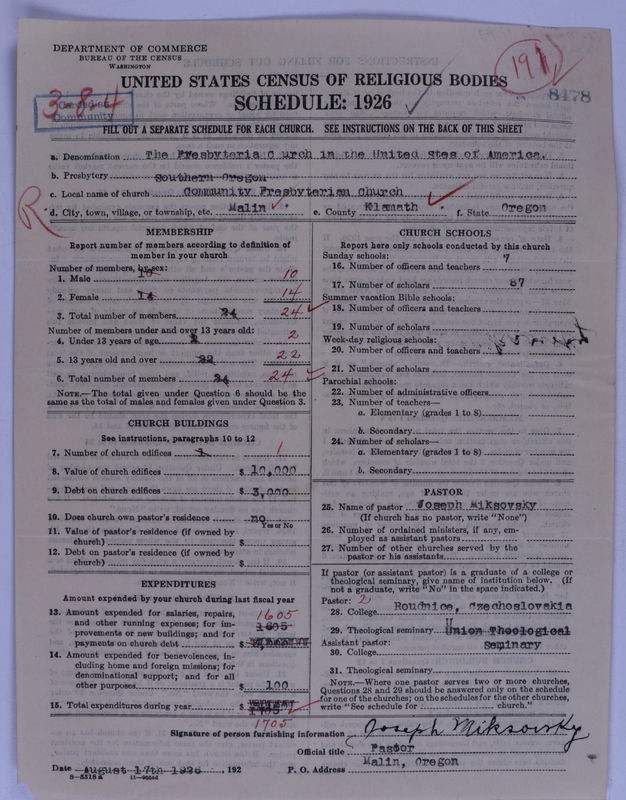 DEPARTMENT OF COMMERCE
BUREAU OF THE CENSUS
WASHINGTON
UNITED STATES CENSUS OF RELIGIOUS BODIES
SCHEDULE: 1926
191
8478
3-8-4
Community
FILL OUT A SEPARATE SCHEDULE FOR EACH CHURCH. SEE INSTRUCTIONS ON THE BACK OF THIS SHEET
a. Denomination The Presbyteria C urch in the United Stes of America.
b. Presbytery Southern Oregon
c. Local name of church Community Presbyterian Church
R
d. City, town, village, or township, etc. Malin e. County Klamath f. State Oregon
MEMBERSHIP
Report number of members according to definition of member in your church
Number of members, by sex:
1. Male 10 10
2. Female 14 14
3. Total number of members 24 24
Number of members under and over 13 years old:
4. Under 13 years of age 2 2
5. 13 years old and over 22 22
6. Total number of members 24 24
NOTE.—The total given under Question 6 should be the same as the total of males and females given under Question 3.
CHURCH BUILDINGS
See instructions, paragraphs 10 to 12
7. Number of church edifices 1 1
8. Value of church edifices $ 10,000
9. Debt on church edifices $ 3,000
10. Does church own pastor's residence no
Yes or No
11. Value of pastor's residence (if owned by church) $
12. Debt on pastor's residence (if owned by church) $
EXPENDITURES
Amount expended by your church during last fiscal year
13. Amount expended for salaries, repairs, and other running expenses; for improvements or new buildings; and for payments on church debt $ 1605
1605
14. Amount expended for benevolences, including home and foreign missions; for denominational support; and for all other purposes $ 100
15. Total expenditures during year $
1705
1705
CHURCH SCHOOLS
Report here only schools conducted by this church
Sunday schools:
16. Number of officers and teachers 7
17. Number of scholars 87
Summer vacation Bible schools:
18. Number of officers and teachers
19. Number of scholars
Week-day religious schools:
20. Number of officers and teachers
21. Number of scholars
Parochial schools:
22. Number of administrative officers
23. Number of teachers—
a. Elementary (grades 1 to 8)
b. Secondary
24. Number of scholars—
a. Elementary (grades 1 to 8)
b. Secondary
PASTOR
25. Name of pastor Joseph Miksovsky
(If church has no pastor, write "None")
26. Number of ordained ministers, if any, employed as assistant pastors
27. Number of other churches served by the pastor or his assistants
If pastor (or assistant pastor) is a graduate of a college or theological seminary, give name of institution below. (If not a graduate, write "No" in the space indicated.)
Pastor: 2
28. College Roudnice, Czechoslovakia
29. Theological seminary Union Theological
Assistant pastor: Seminary
30. College
31. Theological seminary
NOTE.—Where one pastor serves two or more churches, Questions 28 and 29 should be answered only on the schedule for one of the churches; on the schedules for the other churches, write "See schedule for church."
Signature of person furnishing information Joseph Miksovsky
Official title Pastor
Date August 17th 1926, 192 P. O. Address Malin, Oregon
8—5518a 11—9054d